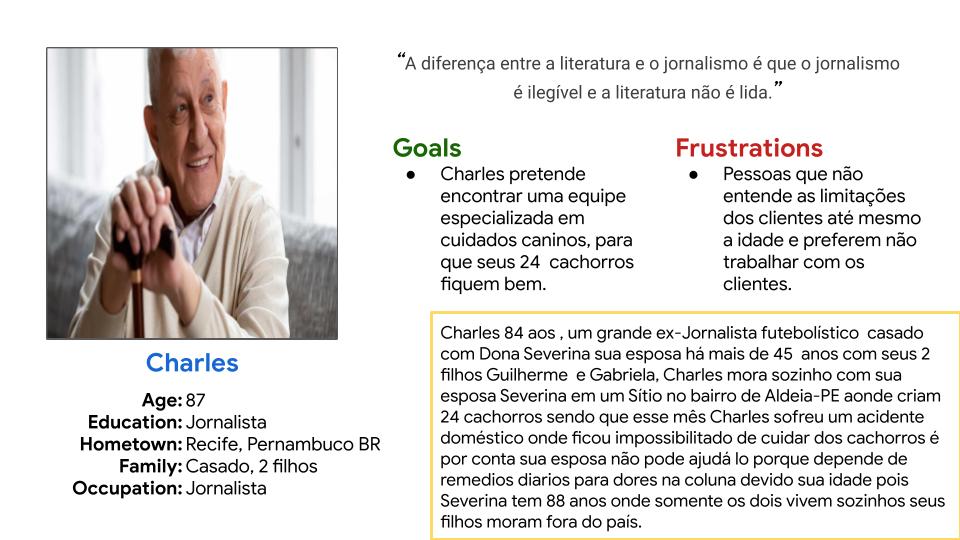 “A diferença entre a literatura e o jornalismo é que o jornalismo
é ilegível e a literatura não é lida.”
Goals
● Charles pretende
encontrar uma equipe
especializada em
cuidados caninos, para
que seus 24 cachorros
fiquem bem.
Frustrations
● Pessoas que não
entende as limitações
dos clientes até mesmo
a idade e preferem não
trabalhar com os
clientes.
Charles
Age: 87
Education: Jornalista
Hometown: Recife, Pernambuco BR
Family: Casado, 2 filhos
Occupation: Jornalista
Charles 84 aos , um grande ex-Jornalista futebolístico casado
com Dona Severina sua esposa há mais de 45 anos com seus 2
filhos Guilherme e Gabriela, Charles mora sozinho com sua
esposa Severina em um Sítio no bairro de Aldeia-PE aonde criam
24 cachorros sendo que esse mês Charles sofreu um acidente
doméstico onde ficou impossibilitado de cuidar dos cachorros é
por conta sua esposa não pode ajudá lo porque depende de
remedios diarios para dores na coluna devido sua idade pois
Severina tem 88 anos onde somente os dois vivem sozinhos seus
filhos moram fora do país.